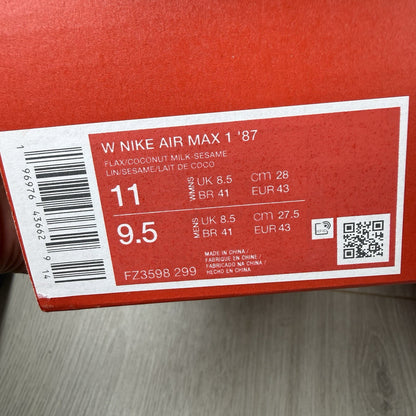 W NIKE AIR MAX 1 '87
FLAX/COCONUT MILK-SESAME
LIN/SESAME/LAIT DE COCO
11 WMNS UK 8.5 CM 28
BR 41 EUR 43
9.5 MENS UK 8.5 CM 27.5
BR 41 EUR 43
MADE IN CHINA /
FABRIQUE EN CHINE /
FABRICADO NA CHINA /
HECHO EN CHINA
FZ3598 299
1 96976 43662 9 14